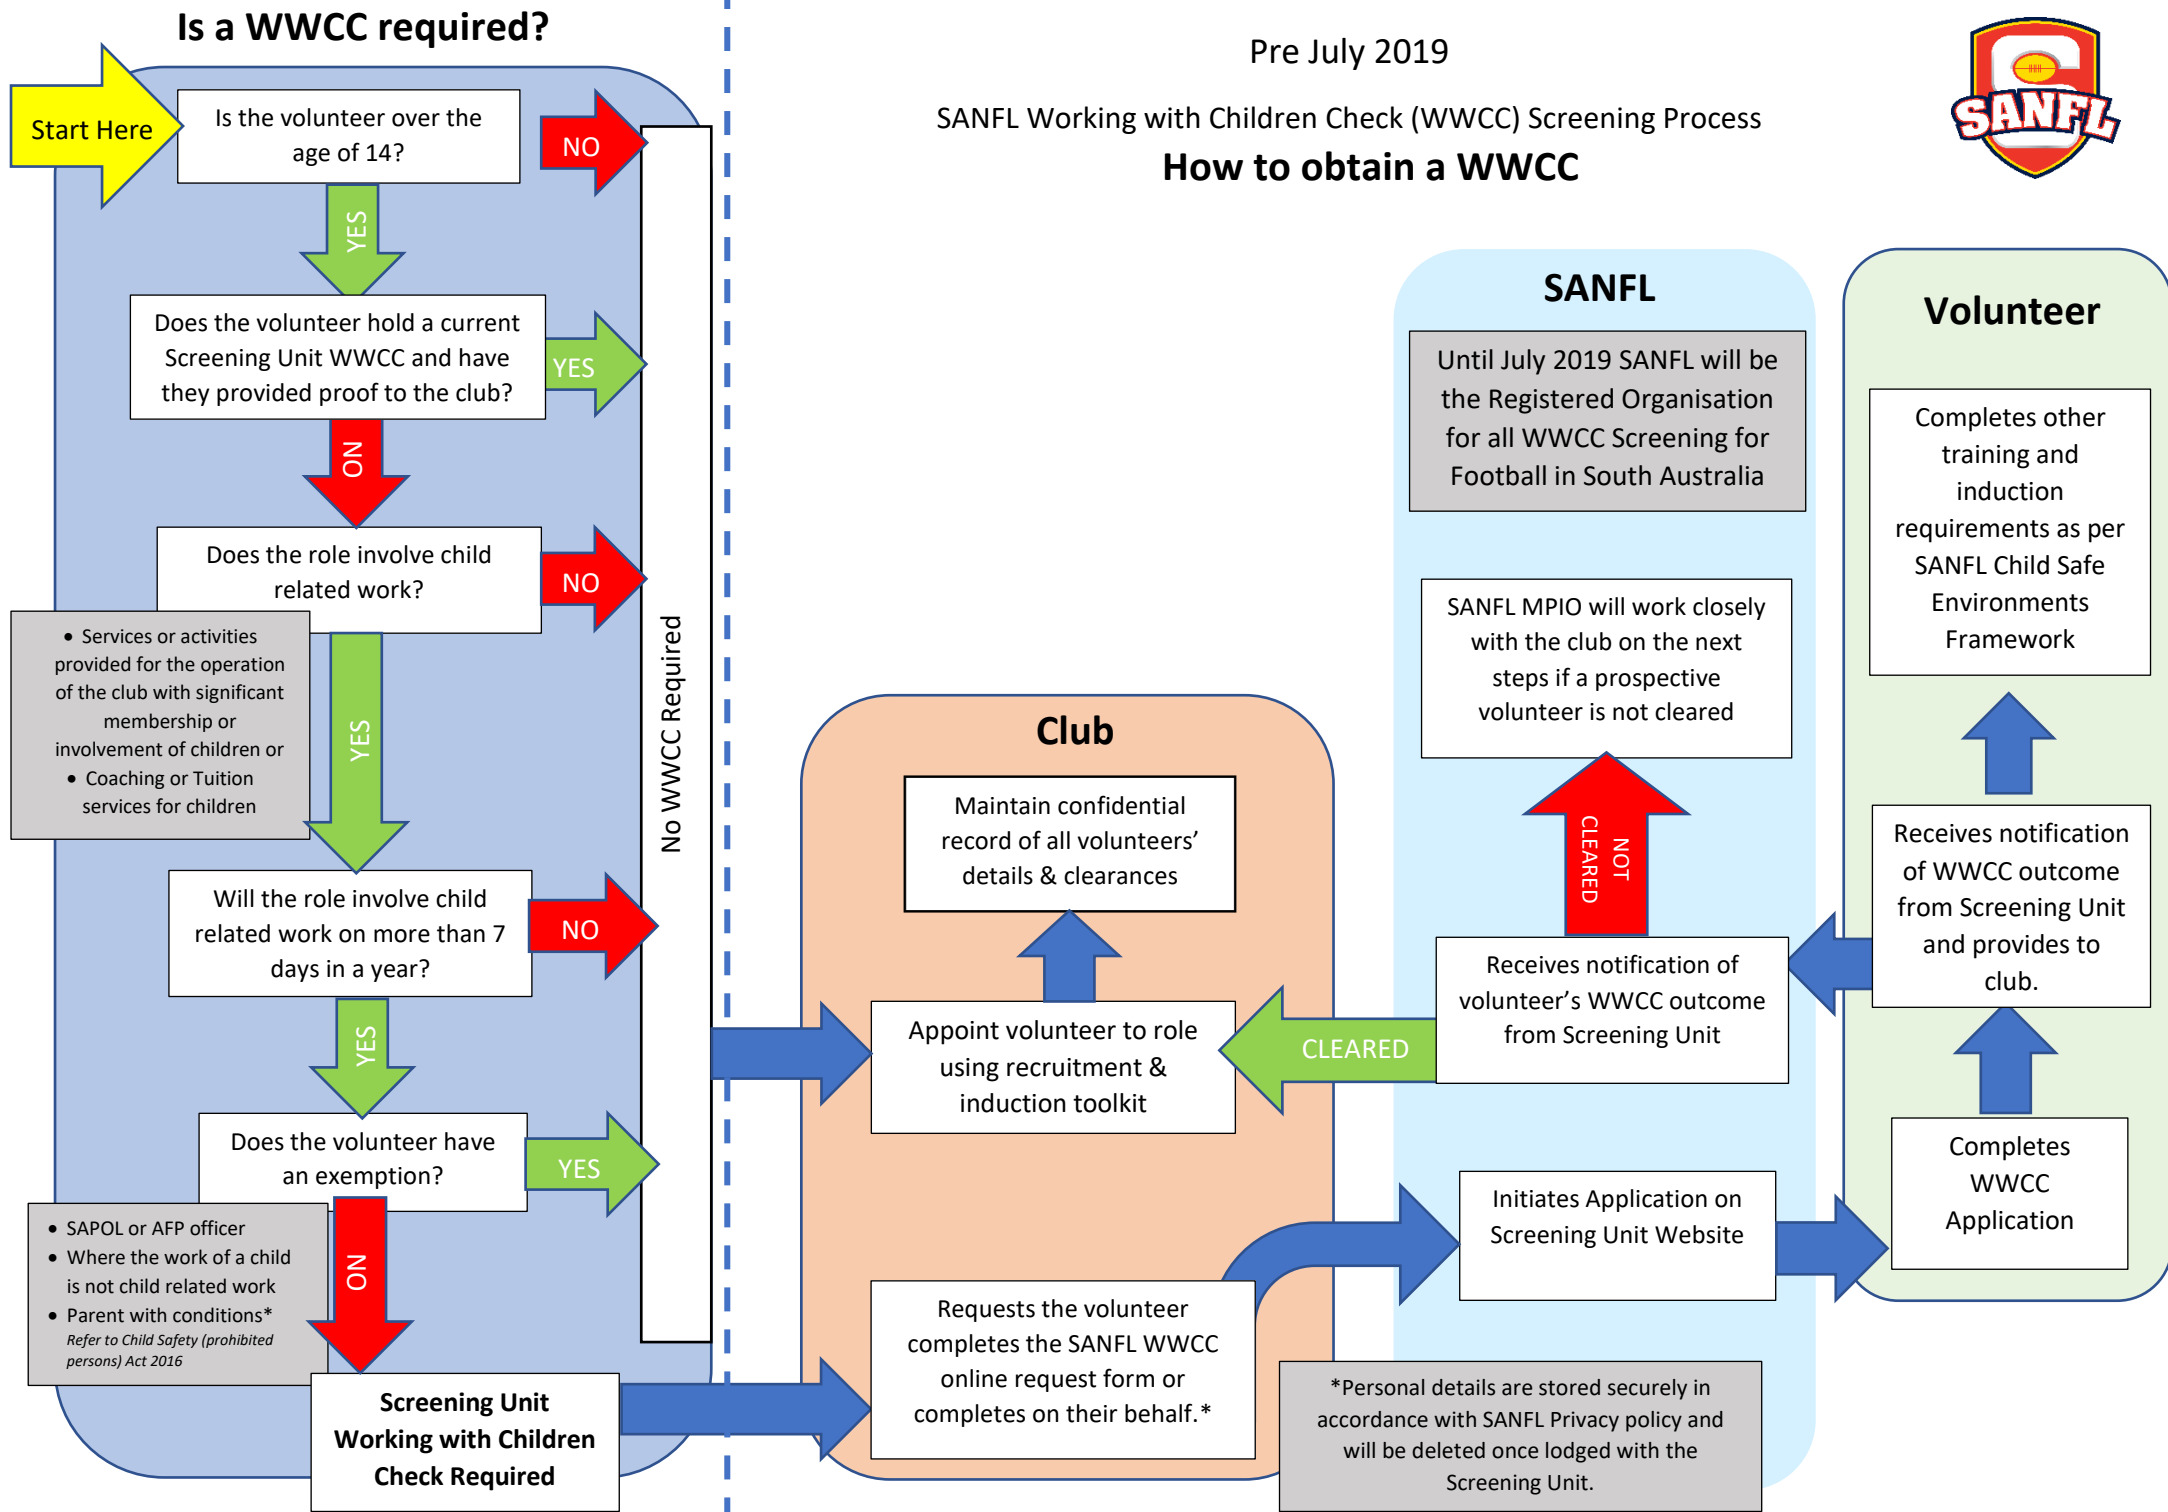 Is a WWCC required?
Start Here
Is the volunteer over the
age of 14?
NO
YES
Does the volunteer hold a current
Screening Unit WWCC and have
they provided proof to the club?
YES
NO
Does the role involve child
related work?
NO
• Services or activities
provided for the operation
of the club with significant
membership or
involvement of children or
• Coaching or Tuition
services for children
YES
Will the role involve child
related work on more than 7
days in a year?
NO
YES
Does the volunteer have
an exemption?
YES
• SAPOL or AFP officer
• Where the work of a child
is not child related work
• Parent with conditions*
Refer to Child Safety (prohibited
persons) Act 2016
NO
Screening Unit
Working with Children
Check Required
No WWCC Required
Pre July 2019
SANFL Working with Children Check (WWCC) Screening Process
How to obtain a WWCC
SANFL
Club
Maintain confidential
record of all volunteers’
details & clearances
Appoint volunteer to role
using recruitment &
induction toolkit
Requests the volunteer
completes the SANFL WWCC
online request form or
completes on their behalf.*
SANFL
Until July 2019 SANFL will be
the Registered Organisation
for all WWCC Screening for
Football in South Australia
SANFL MPIO will work closely
with the club on the next
steps if a prospective
volunteer is not cleared
NOT
CLEARED
Receives notification of
volunteer’s WWCC outcome
from Screening Unit
CLEARED
Initiates Application on
Screening Unit Website
*Personal details are stored securely in
accordance with SANFL Privacy policy and
will be deleted once lodged with the
Screening Unit.
Volunteer
Completes other
training and
induction
requirements as per
SANFL Child Safe
Environments
Framework
Receives notification
of WWCC outcome
from Screening Unit
and provides to
club.
Completes
WWCC
Application